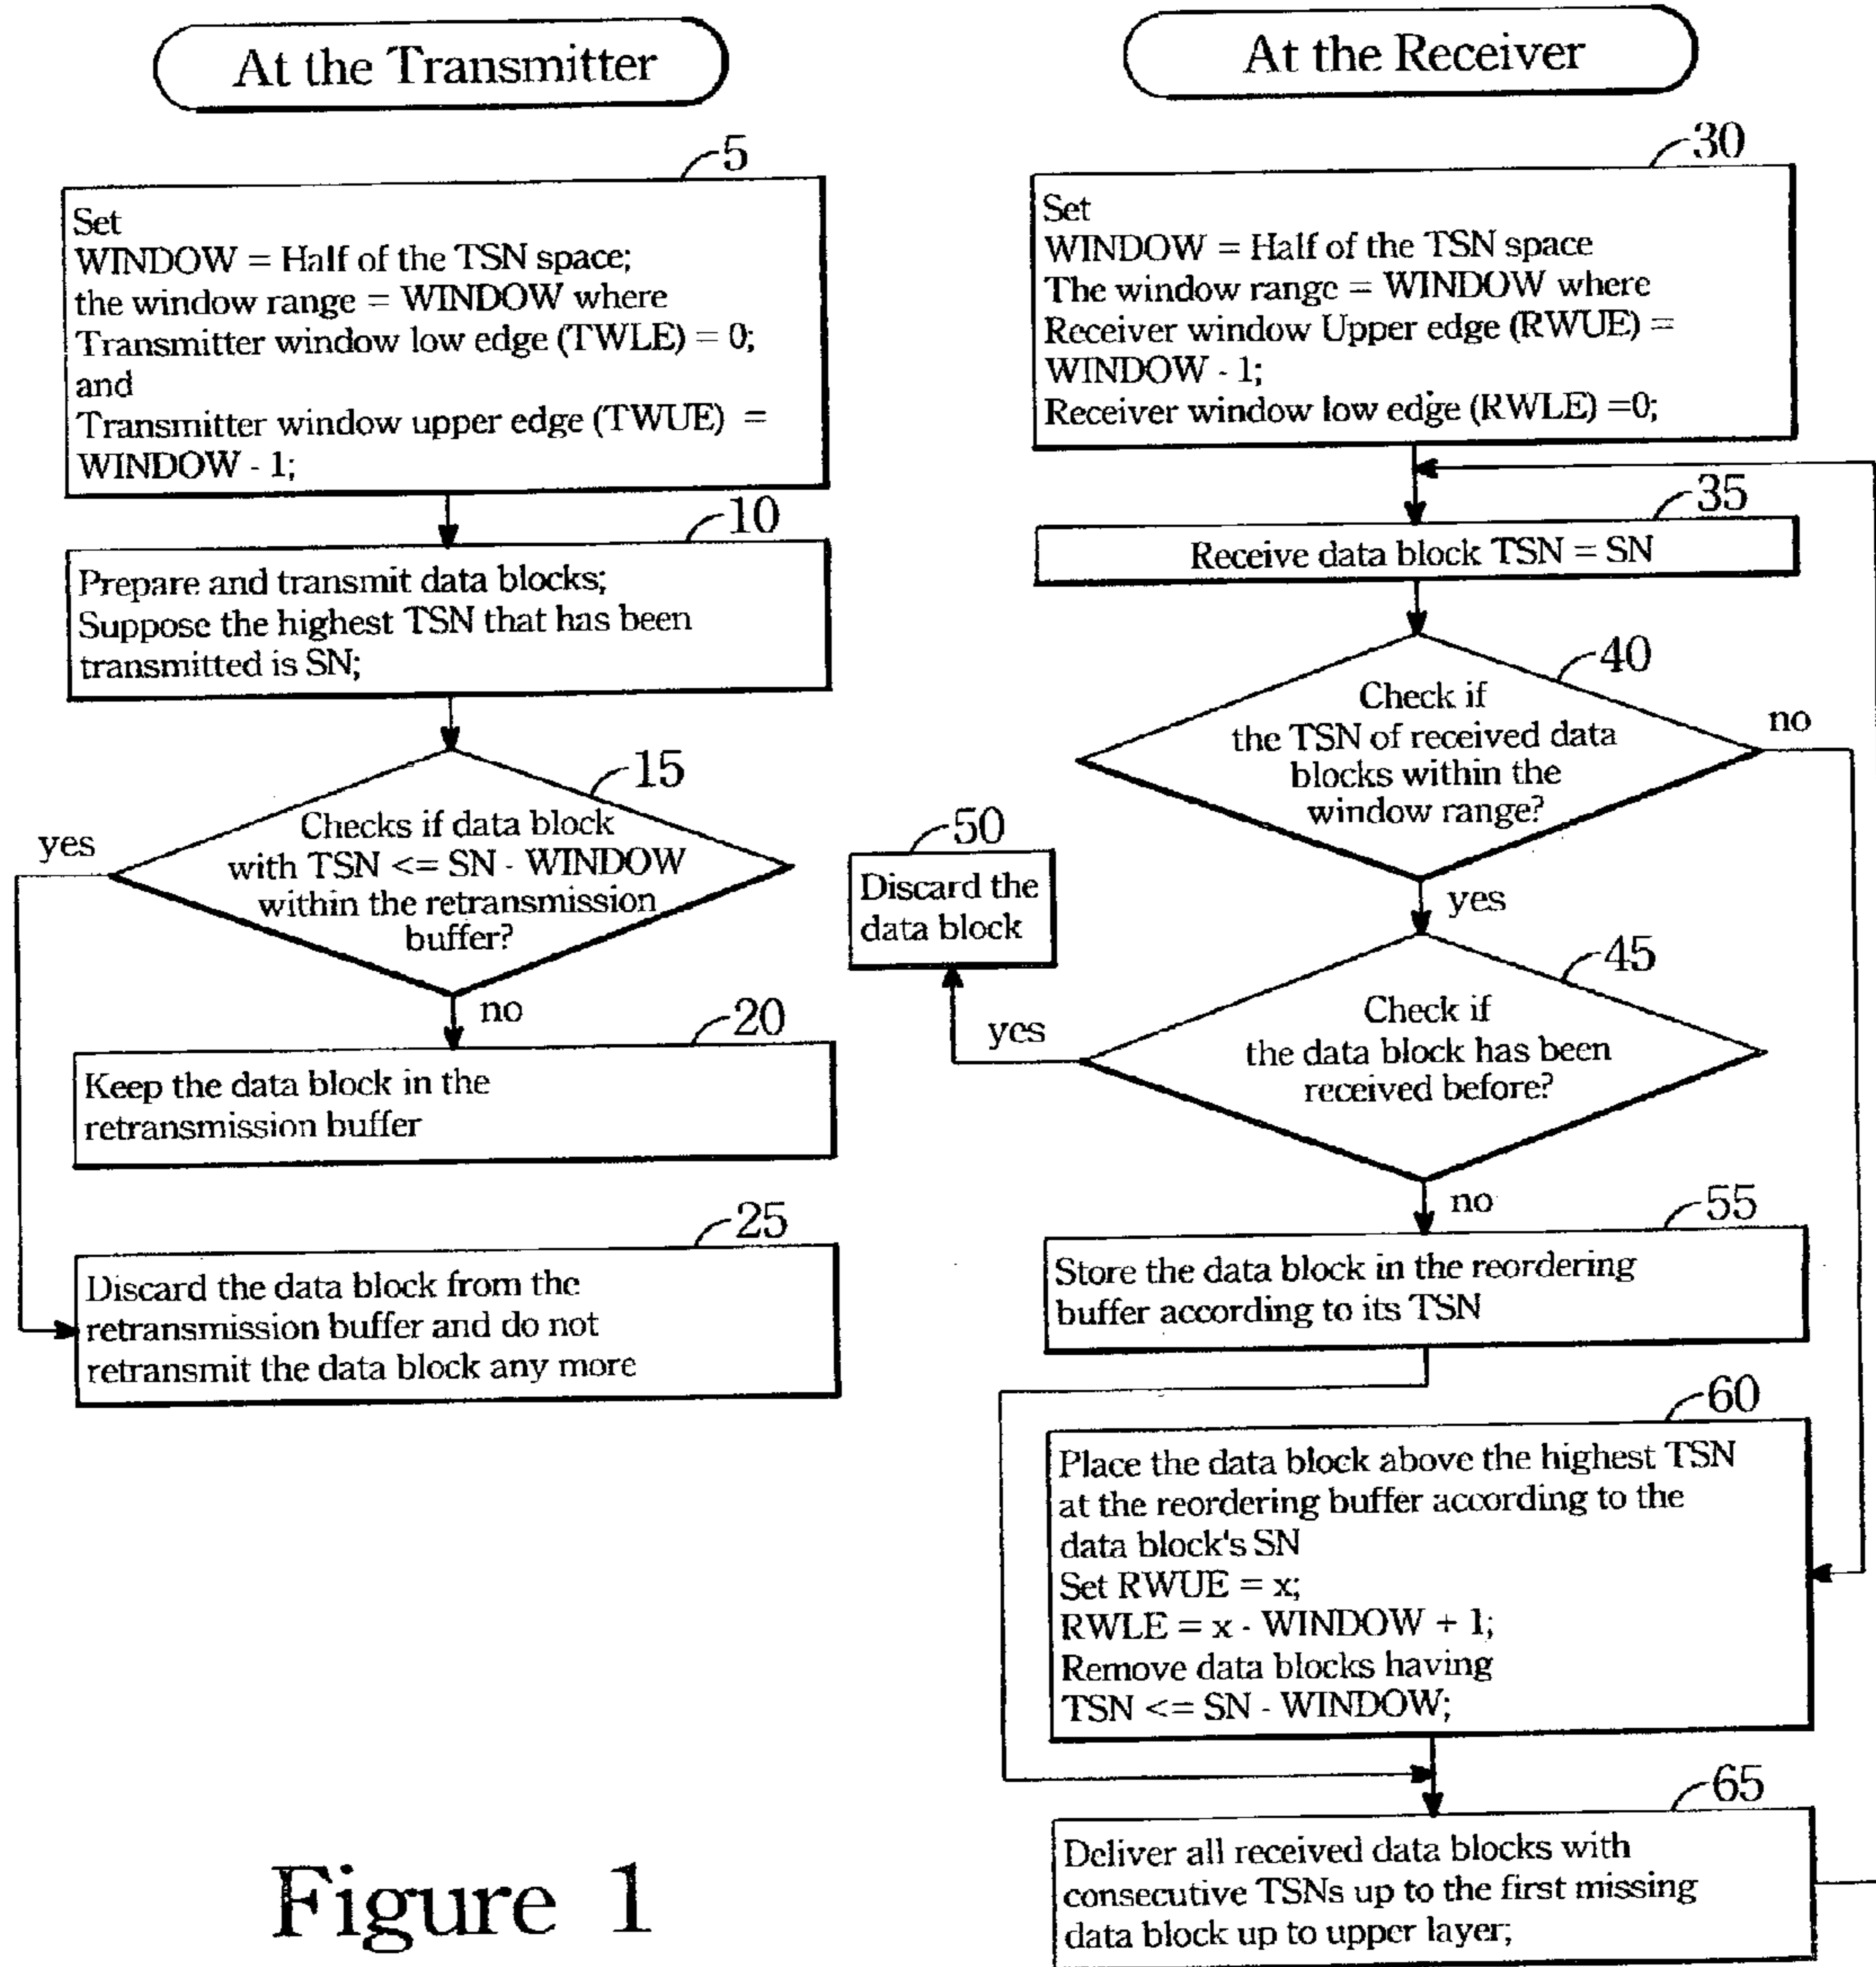 At the Transmitter
5
Set
WINDOW = Half of the TSN space;
the window range = WINDOW where
Transmitter window low edge (TWLE) = 0;
and
Transmitter window upper edge (TWUE) =
WINDOW - 1;
10
Prepare and transmit data blocks;
Suppose the highest TSN that has been
transmitted is SN;
15
Checks if data block
with TSN <= SN - WINDOW
within the retransmission
buffer?
yes
no
20
Keep the data block in the
retransmission buffer
25
Discard the data block from the
retransmission buffer and do not
retransmit the data block any more
At the Receiver
30
Set
WINDOW = Half of the TSN space
The window range = WINDOW where
Receiver window Upper edge (RWUE) =
WINDOW - 1;
Receiver window low edge (RWLE) =0;
35
Receive data block TSN = SN
40
Check if
the TSN of received data
blocks within the
window range?
no
yes
45
Check if
the data block has been
received before?
yes
50
Discard the
data block
no
55
Store the data block in the reordering
buffer according to its TSN
60
Place the data block above the highest TSN
at the reordering buffer according to the
data block's SN
Set RWUE = x;
RWLE = x - WINDOW + 1;
Remove data blocks having
TSN <= SN - WINDOW;
65
Deliver all received data blocks with
consecutive TSNs up to the first missing
data block up to upper layer;
Figure 1